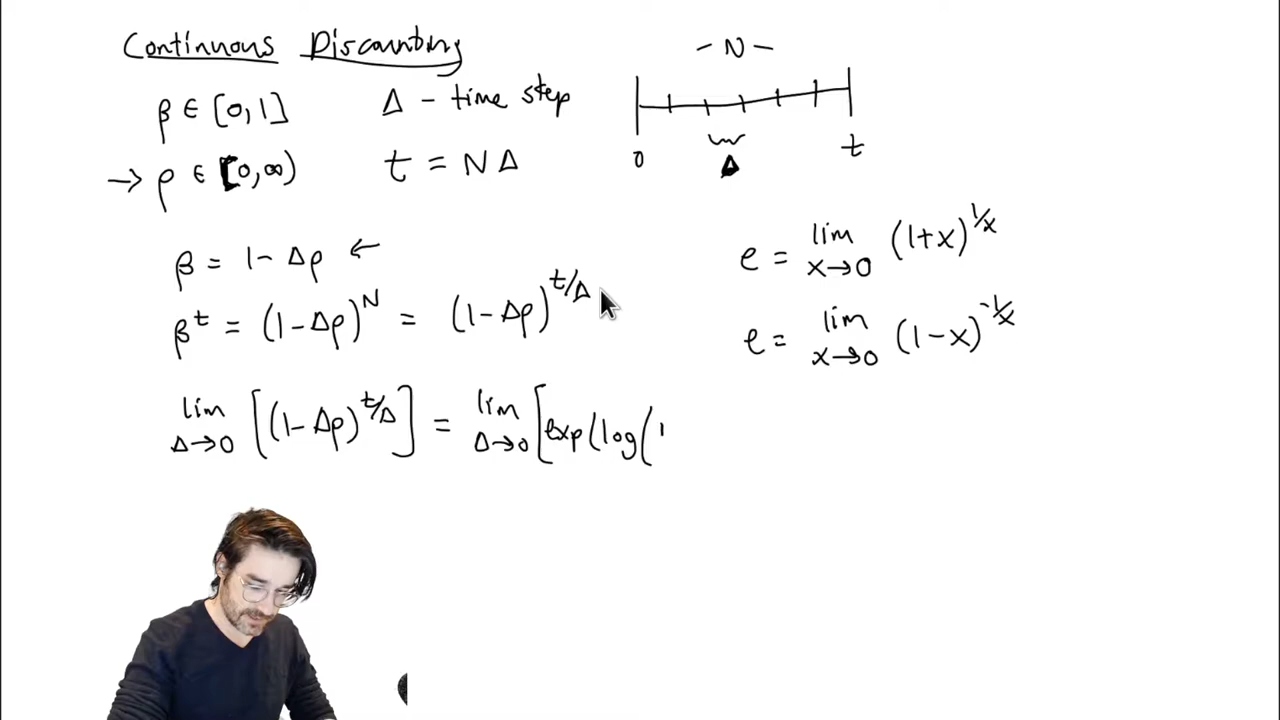 Continuous Discounting
β ∈ [0,1]
Δ – time step
→ ρ ∈ [0,∞)
t = NΔ
– N –
0
Δ
t
β = 1 - Δρ ←
β^t = (1-Δρ)^N = (1-Δρ)^{t/Δ}
lim Δ→0 [(1-Δρ)^{t/Δ}] = lim Δ→0 [exp(log(1
e = lim x→0 (1+x)^{1/x}
e = lim x→0 (1-x)^{-1/x}